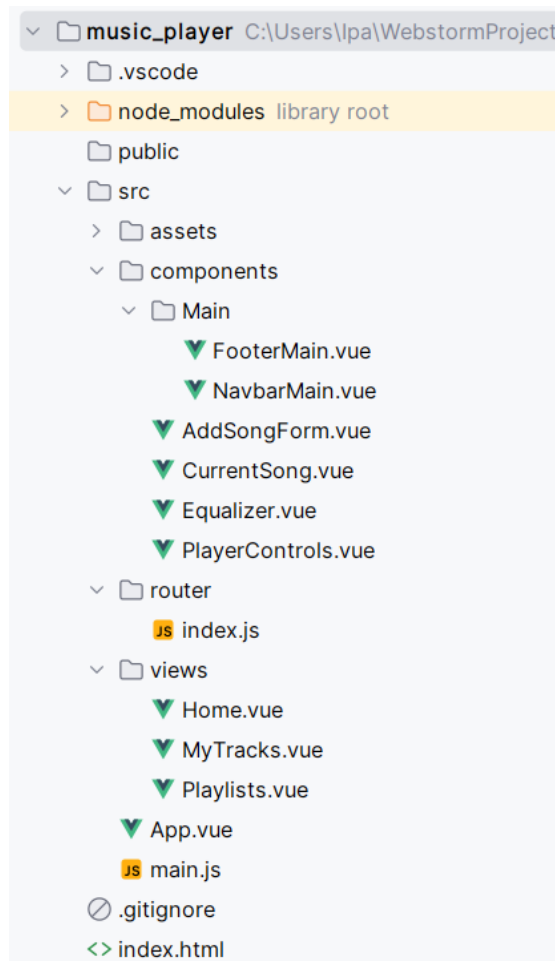 music_player C:\Users\Ipa\WebstormProject
.vscode
node_modules library root
public
src
assets
components
Main
FooterMain.vue
NavbarMain.vue
AddSongForm.vue
CurrentSong.vue
Equalizer.vue
PlayerControls.vue
router
JS index.js
views
Home.vue
MyTracks.vue
Playlists.vue
App.vue
JS main.js
.gitignore
<> index.html